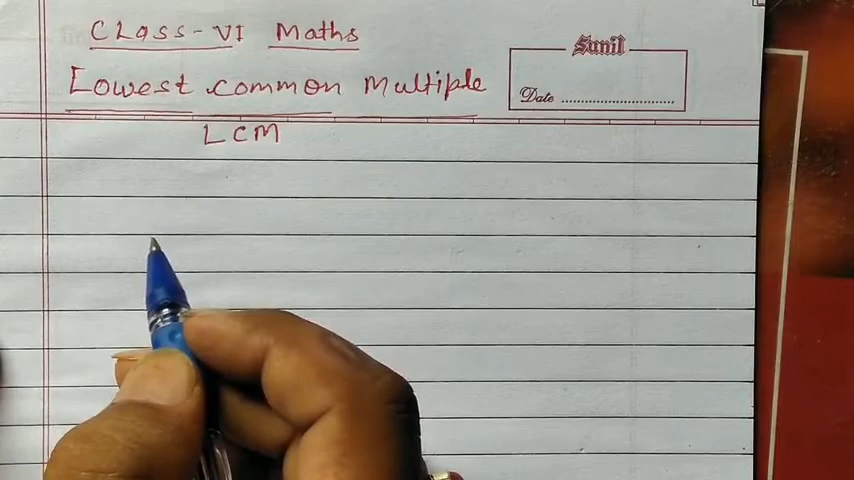 CLASS-VI Maths
Lowest common Multiple
LCM
Sunil
Date